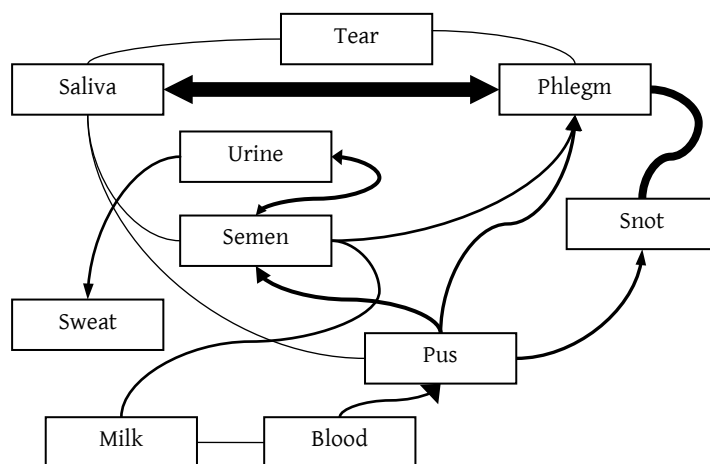 Tear
Saliva
Phlegm
Urine
Semen
Snot
Sweat
Pus
Milk
Blood